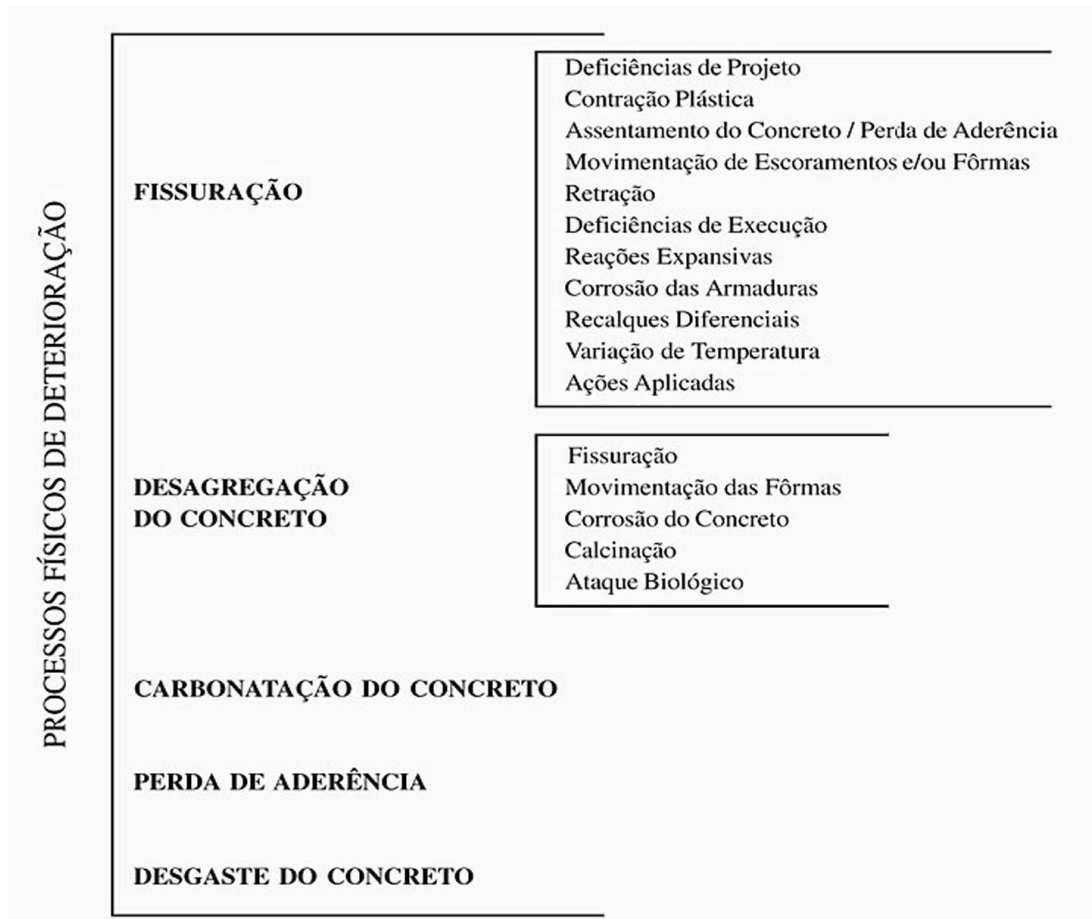 PROCESSOS FÍSICOS DE DETERIORAÇÃO
FISSURAÇÃO
Deficiências de Projeto
Contração Plástica
Assentamento do Concreto / Perda de Aderência
Movimentação de Escoramentos e/ou Fôrmas
Retração
Deficiências de Execução
Reações Expansivas
Corrosão das Armaduras
Recalques Diferenciais
Variação de Temperatura
Ações Aplicadas
DESAGREGAÇÃO
DO CONCRETO
Fissuração
Movimentação das Fôrmas
Corrosão do Concreto
Calcinação
Ataque Biológico
CARBONATAÇÃO DO CONCRETO
PERDA DE ADERÊNCIA
DESGASTE DO CONCRETO